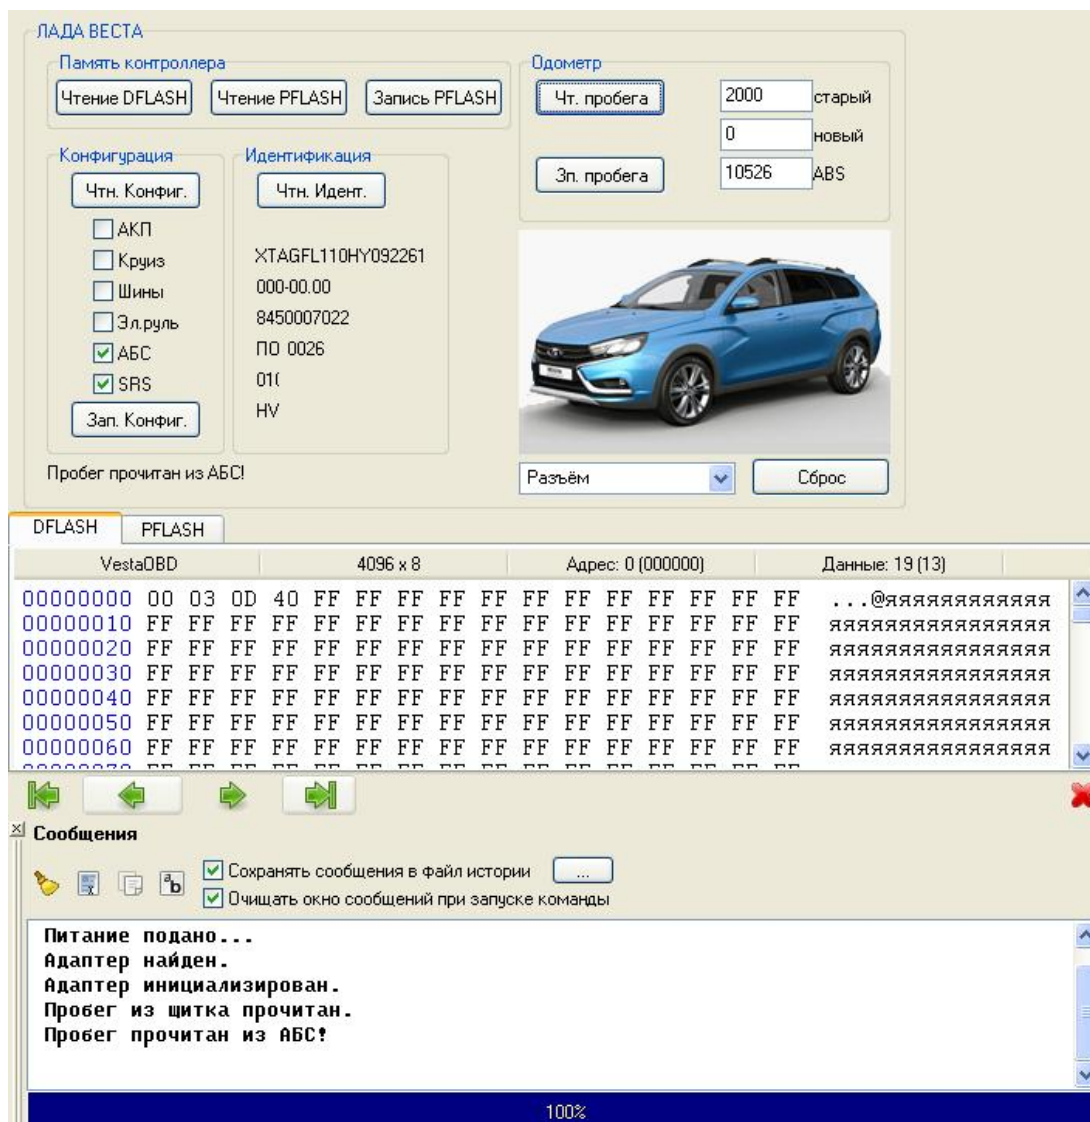 ЛАДА ВЕСТА
Память контроллера
Чтение DFLASH Чтение PFLASH Запись PFLASH
Одометр
Чт. пробега 2000 старый
0 новый
Зп. пробега 10526 ABS
Конфигурация
Чтн. Конфиг.
АКП
Круиз
Шины
Эл.руль
АБС
SRS
Зап. Конфиг.
Идентификация
Чтн. Идент.
XTAGFL110HY092261
000-00.00
8450007022
ПО 0026
01(
HV
Пробег прочитан из АБС!
Разъём Сброс
DFLASH PFLASH
VestaOBD 4096 x 8 Адрес: 0 (000000) Данные: 19 (13)
00000000 00 03 0D 40 FF FF FF FF FF FF FF FF FF FF FF FF ...@яяяяяяяяяяяя
00000010 FF FF FF FF FF FF FF FF FF FF FF FF FF FF FF FF яяяяяяяяяяяяяяяя
00000020 FF FF FF FF FF FF FF FF FF FF FF FF FF FF FF FF яяяяяяяяяяяяяяяя
00000030 FF FF FF FF FF FF FF FF FF FF FF FF FF FF FF FF яяяяяяяяяяяяяяяя
00000040 FF FF FF FF FF FF FF FF FF FF FF FF FF FF FF FF яяяяяяяяяяяяяяяя
00000050 FF FF FF FF FF FF FF FF FF FF FF FF FF FF FF FF яяяяяяяяяяяяяяяя
00000060 FF FF FF FF FF FF FF FF FF FF FF FF FF FF FF FF яяяяяяяяяяяяяяяя
Сообщения
Сохранять сообщения в файл истории ...
Очищать окно сообщений при запуске команды
Питание подано...
Адаптер найден.
Адаптер инициализирован.
Пробег из щитка прочитан.
Пробег прочитан из АБС!
100%